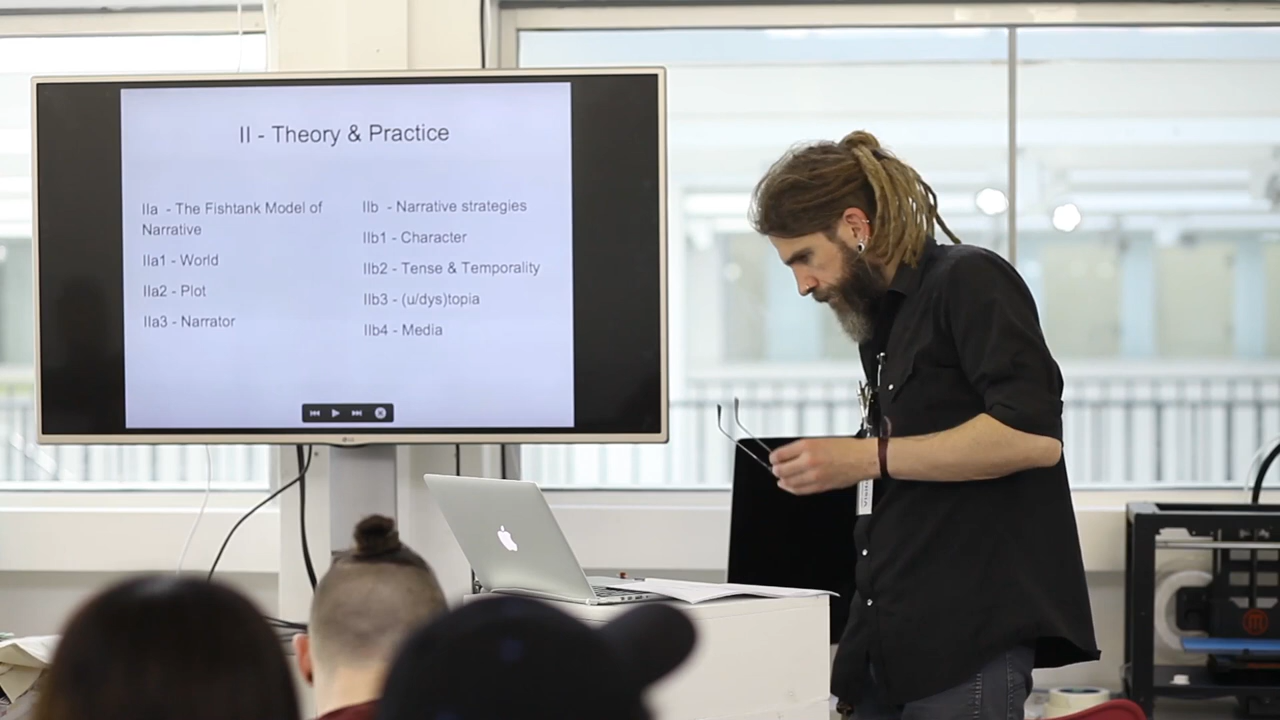 II - Theory & Practice
IIa - The Fishtank Model of
Narrative
IIa1 - World
IIa2 - Plot
IIa3 - Narrator
IIb - Narrative strategies
IIb1 - Character
IIb2 - Tense & Temporality
IIb3 - (u/dys)topia
IIb4 - Media
LG